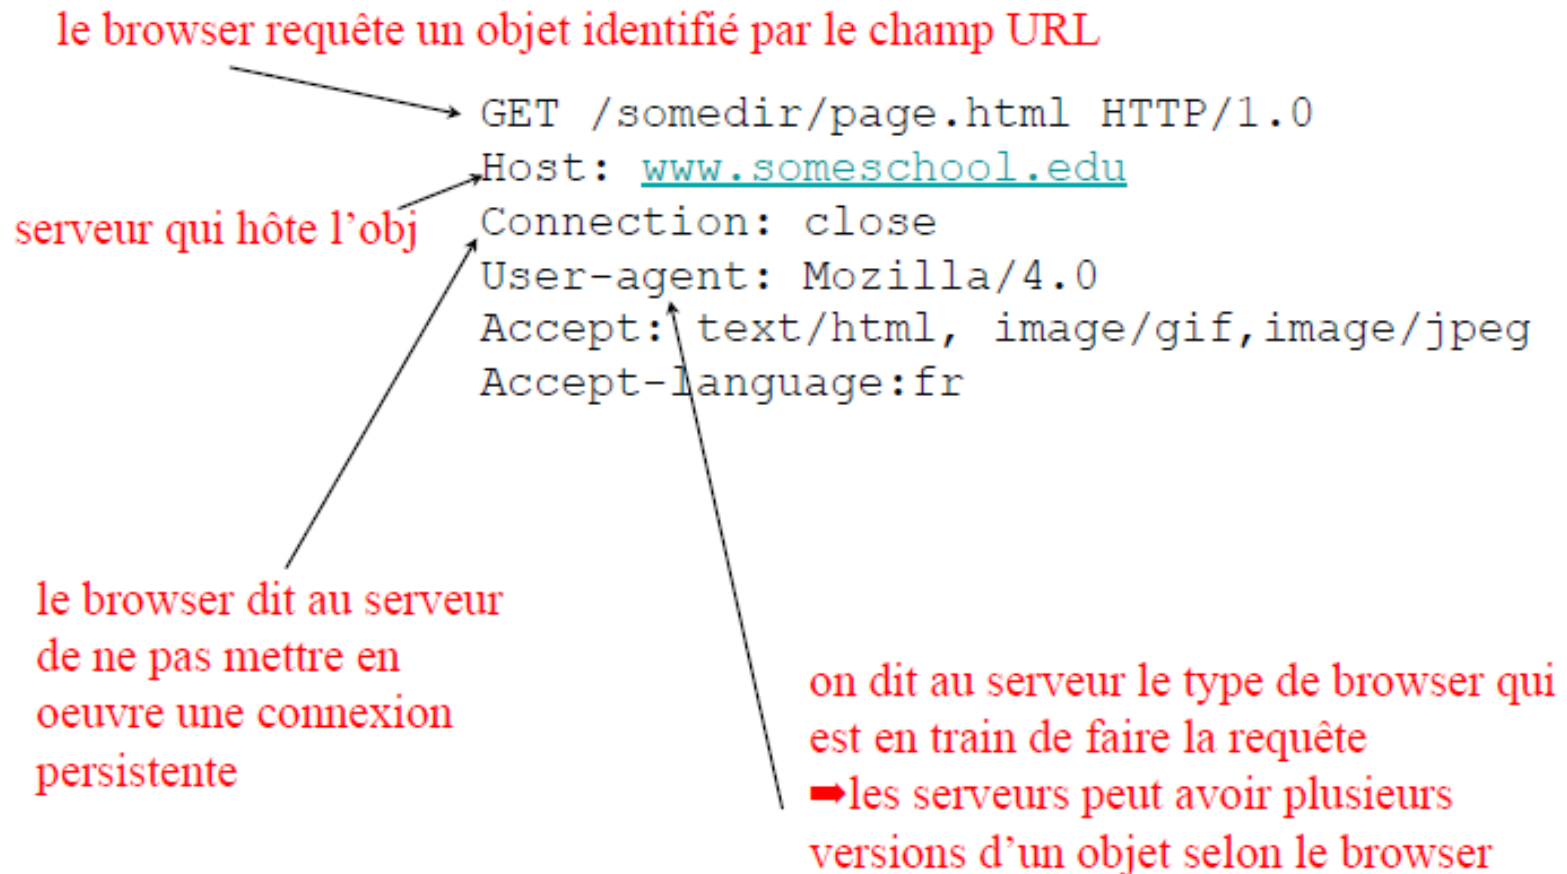 le browser requête un objet identifié par le champ URL
GET /somedir/page.html HTTP/1.0
Host: www.someschool.edu
serveur qui hôte l’obj
Connection: close
User-agent: Mozilla/4.0
Accept: text/html, image/gif,image/jpeg
Accept-language:fr
le browser dit au serveur
de ne pas mettre en
oeuvre une connexion
persistente
on dit au serveur le type de browser qui
est en train de faire la requête
➡les serveurs peut avoir plusieurs
versions d’un objet selon le browser